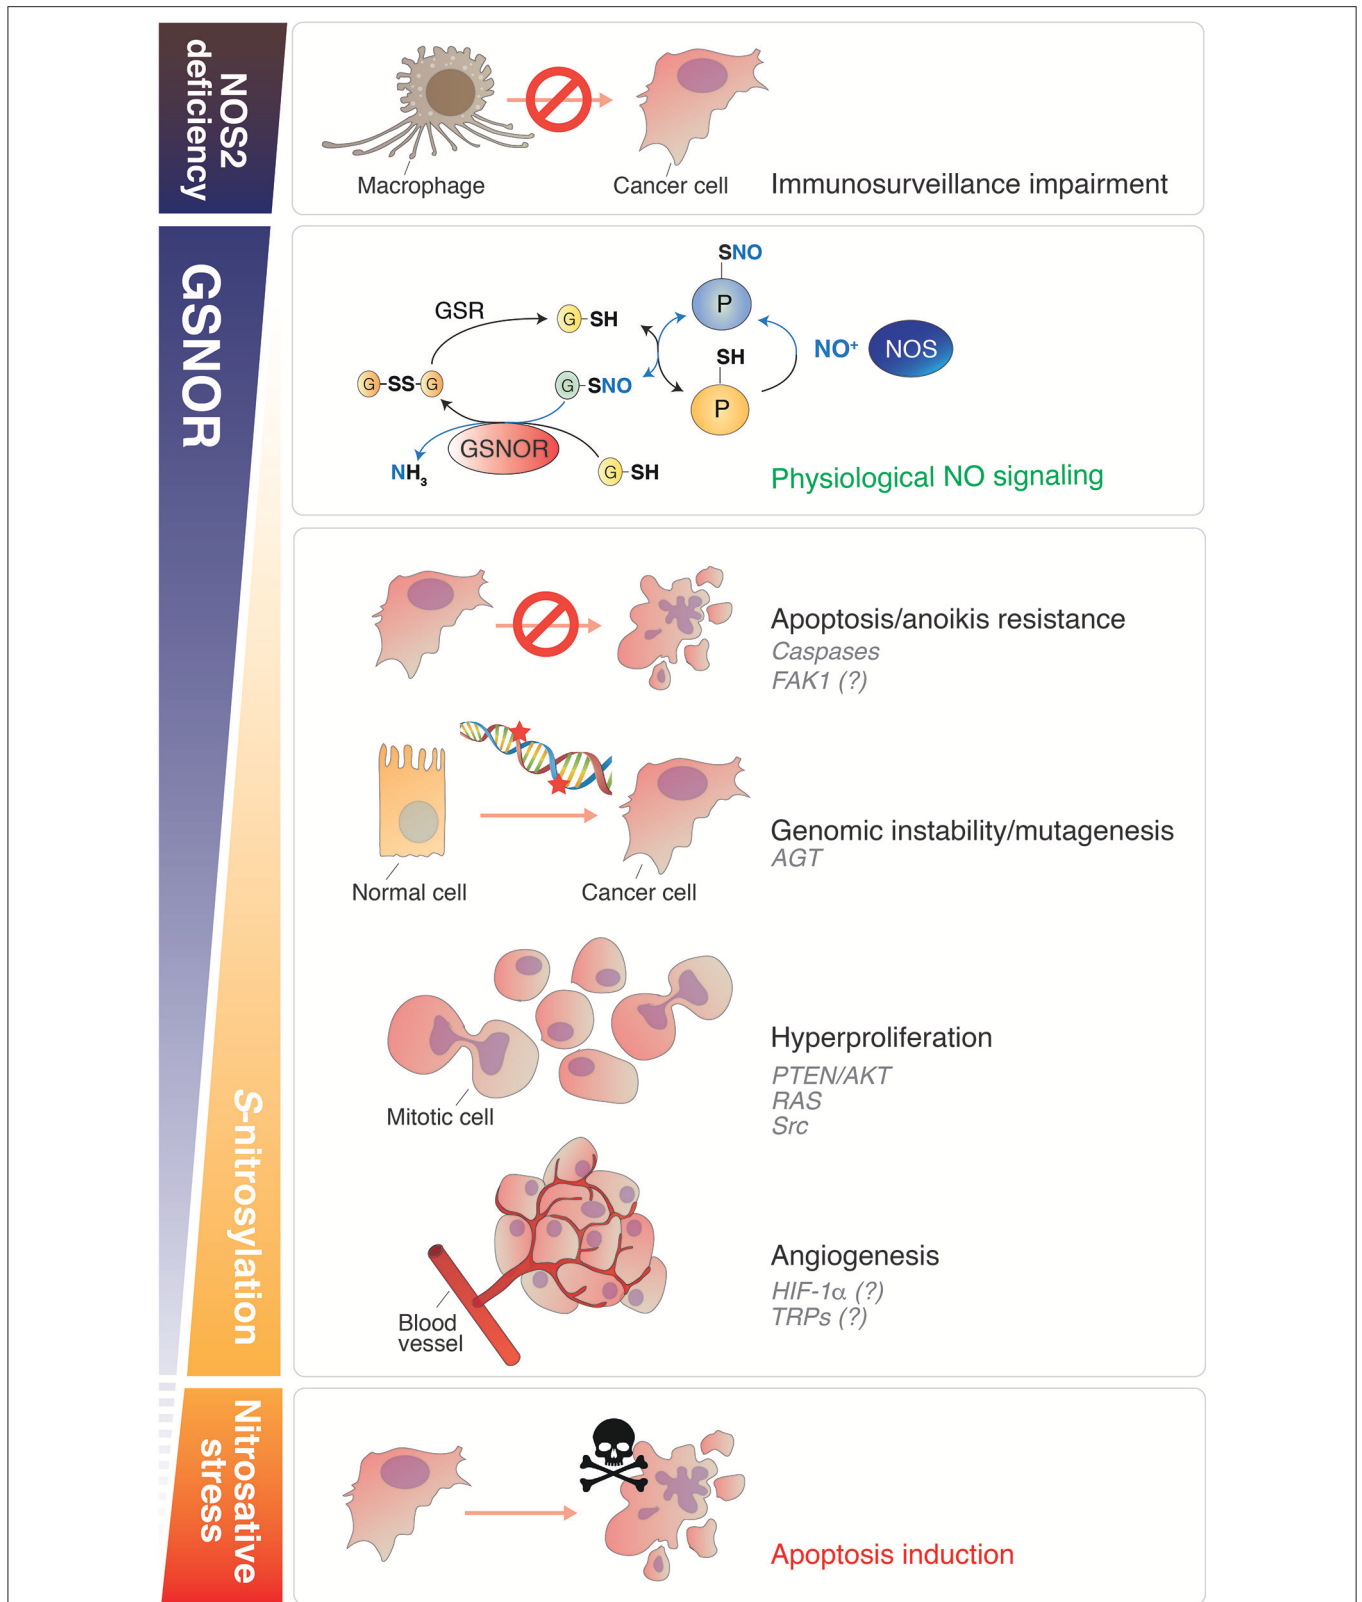 NOS2
deficiency
Macrophage
Cancer cell
Immunosurveillance impairment
GSNOR
SNO
P
GSR
G SH
NO+ NOS
SH
G-SS-G
G-SNO
P
GSNOR
NH3
G-SH
Physiological NO signaling
Apoptosis/anoikis resistance
Caspases
FAK1 (?)
Genomic instability/mutagenesis
AGT
Normal cell
Cancer cell
Hyperproliferation
PTEN/AKT
RAS
Src
Mitotic cell
S-nitrosylation
Angiogenesis
HIF-1α (?)
TRPs (?)
Blood
vessel
Nitrosative
stress
Apoptosis induction